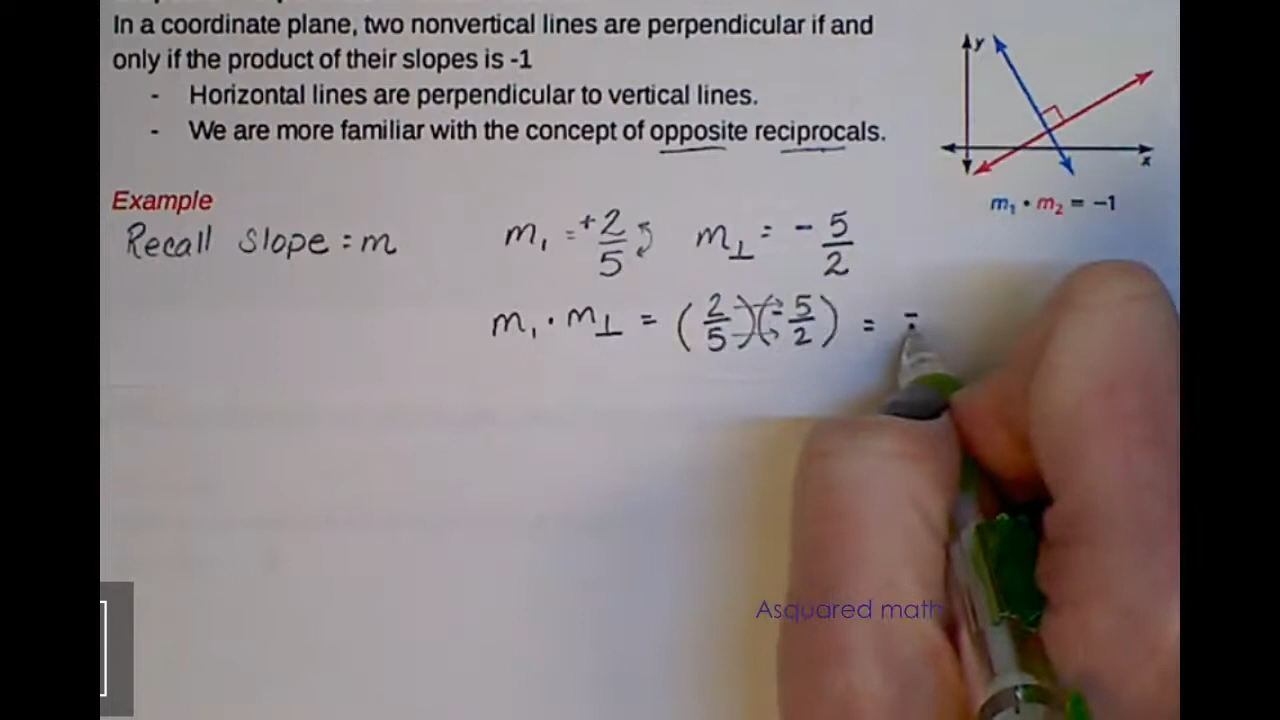 In a coordinate plane, two nonvertical lines are perpendicular if and
only if the product of their slopes is -1
- Horizontal lines are perpendicular to vertical lines.
- We are more familiar with the concept of opposite reciprocals.
y
x
m₁ • m₂ = −1
Example
Recall Slope = m m₁ = +2/5 m⊥ = - 5/2
m₁ · m⊥ = (2/5)(-5/2) = -
Asquared math